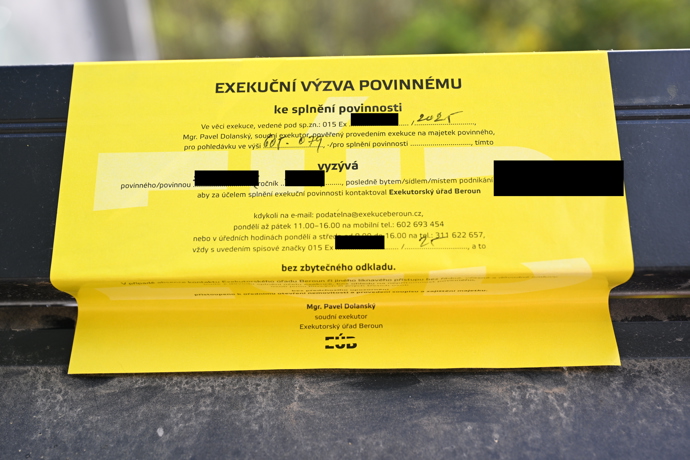 EXEKUČNÍ VÝZVA POVINNÉMU
ke splnění povinnosti
Ve věci exekuce, vedené pod sp.zn.: 015 Ex / 2025,
Mgr. Pavel Dolanský, soudní exekutor pověřený provedením exekuce na majetek povinného,
pro pohledávku ve výši -/pro splnění povinnosti ..................., tímto
vyzývá
povinného/povinnou ročník , posledně bytem/sídlem/místem podnikání
aby za účelem splnění exekuční povinnosti kontaktoval Exekutorský úřad Beroun
kdykoli na e-mail: podatelna@exekuceberoun.cz,
pondělí až pátek 11.00–16.00 na mobilní tel.: 602 693 454
nebo v úředních hodinách pondělí a středa 16.00 na tel.: 311 622 657,
vždy s uvedením spisové značky 015 Ex / 25, a to
bez zbytečného odkladu.
Mgr. Pavel Dolanský
soudní exekutor
Exekutorský úřad Beroun
EÚB